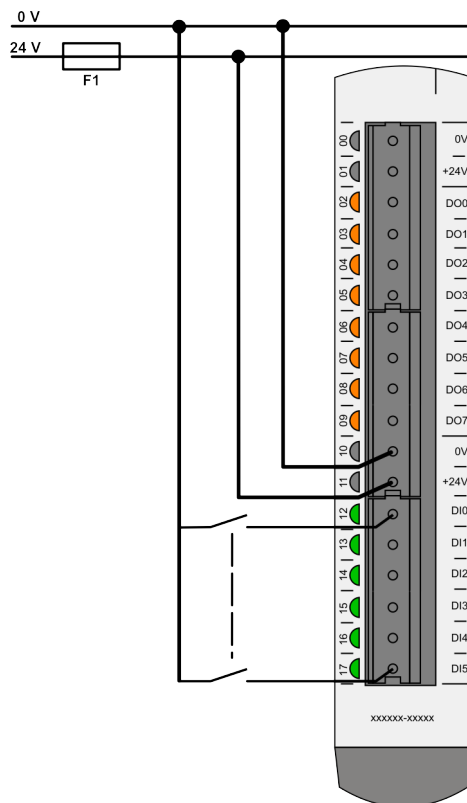 0 V
24 V
F1
00 0V
01 +24V
02 DO0
03 DO1
04 DO2
05 DO3
06 DO4
07 DO5
08 DO6
09 DO7
10 0V
11 +24V
12 DI0
13 DI1
14 DI2
15 DI3
16 DI4
17 DI5
xxxxxx-xxxxx